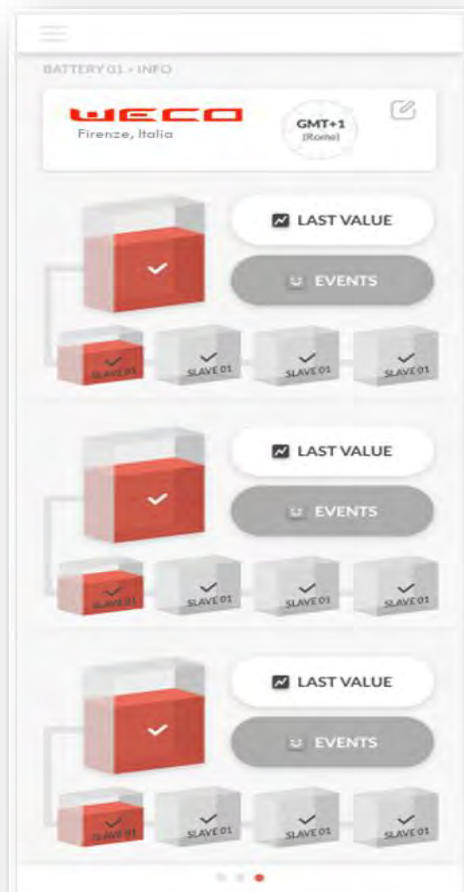 BATTERY 01 • INFO
WECO
Firenze, Italia
GMT+1
(Rome)
LAST VALUE
EVENTS
SLAVE 01 SLAVE 01 SLAVE 01 SLAVE 01
LAST VALUE
EVENTS
SLAVE 01 SLAVE 01 SLAVE 01 SLAVE 01
LAST VALUE
EVENTS
SLAVE 01 SLAVE 01 SLAVE 01 SLAVE 01